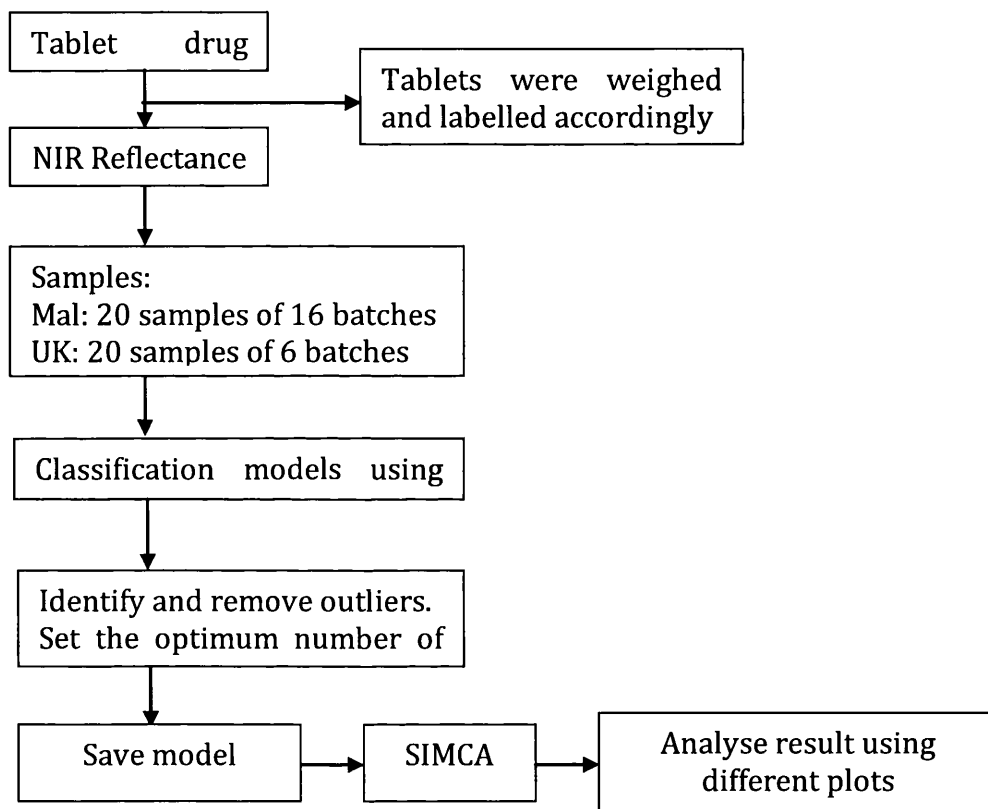 Tablet drug
Tablets were weighed
and labelled accordingly
NIR Reflectance
Samples:
Mal: 20 samples of 16 batches
UK: 20 samples of 6 batches
Classification models using
Identify and remove outliers.
Set the optimum number of
Save model
SIMCA
Analyse result using
different plots